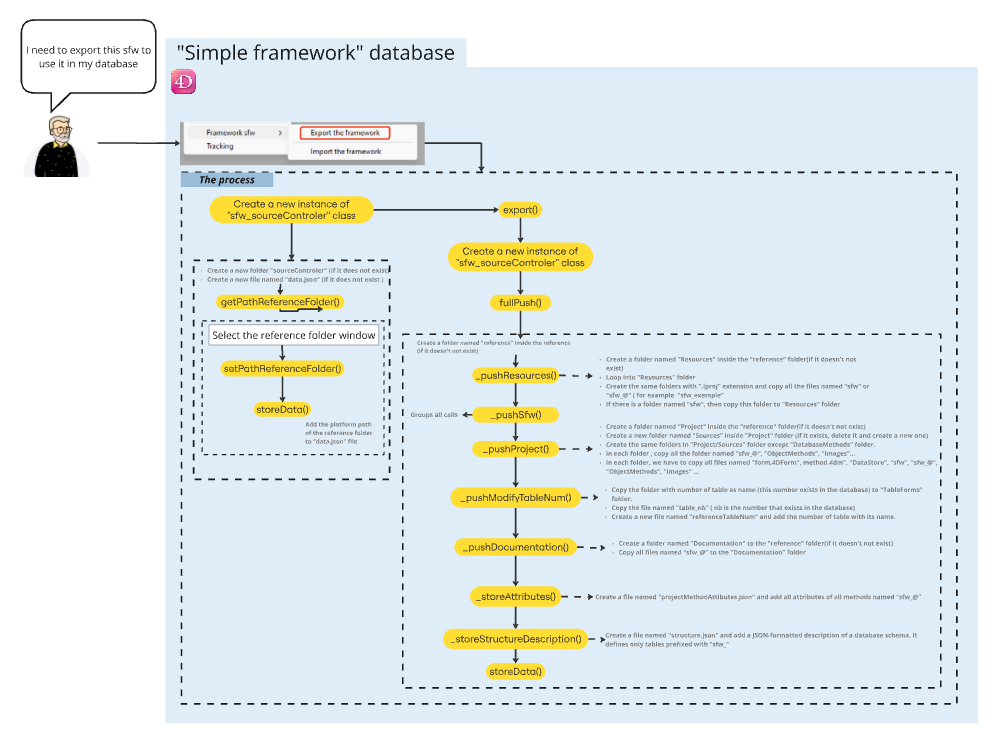 I need to export this sfw to
use it in my database
"Simple framework" database
4D
Framework sfw >
Tracking
Export the framework
Import the framework
The process
Create a new instance of
"sfw_sourceControler" class
export()
Create a new instance of
"sfw_sourceControler" class
fullPush()
- Create a new folder "sourceControler" (if it does not exist)
- Create a new file named "data.json" (if it does not exist )
getPathReferenceFolder()
Select the reference folder window
setPathReferenceFolder()
storeData()
Add the platform path
of the reference folder
to "data.json" file
Create a folder named "reference" inside the reference
(if it doesn't not exist)
_pushResources()
- Create a folder named "Resources" inside the "reference" folder(if it doesn't not
exist)
- Loop into "Resources" folder
- Create the same folders with ".lproj" extension and copy all the files named "sfw" or
"sfw_@" ( for example "sfw_exemple"
- If there is a folder named "sfw", then copy this folder to "Resources" folder
Groups all calls
_pushSfw()
_pushProject()
- Create a folder named "Project" inside the "reference" folder(if it doesn't not exist)
- Create a new folder named "Sources" inside "Project" folder (if it exists, delete it and create a new one)
- Create the same folders in "Project/Sources" folder except "DatabaseMethods" folder.
- in each folder , copy all the folder named "sfw_@", "ObjectMethods", "Images"...
- in each folder, we have to copy all files named "form.4DForm", method.4dm", "DataStore", "sfw", "sfw_@",
"ObjectMethods", "Images" ...
_pushModifyTableNum()
- Copy the folder with number of table as name (this number exists in the database) to "TableForms"
folder.
- Copy the file named "table_nb" ( nb is the number that exists in the database)
- Create a new file named "referenceTableNum" and add the number of table with its name.
_pushDocumentation()
- Create a folder named "Documantation" to the "reference" folder(if it doesn't not exist)
- Copy all files named "sfw_@" to the "Documentation" folder
_storeAttributes()
Create a file named "projectMethodAttibutes.json" and add all attributes of all methods named "sfw_@"
_storeStructureDescription()
Create a file named "structure.json" and add a JSON-formatted description of a database schema. It
defines only tables prefixed with "sfw_"
storeData()